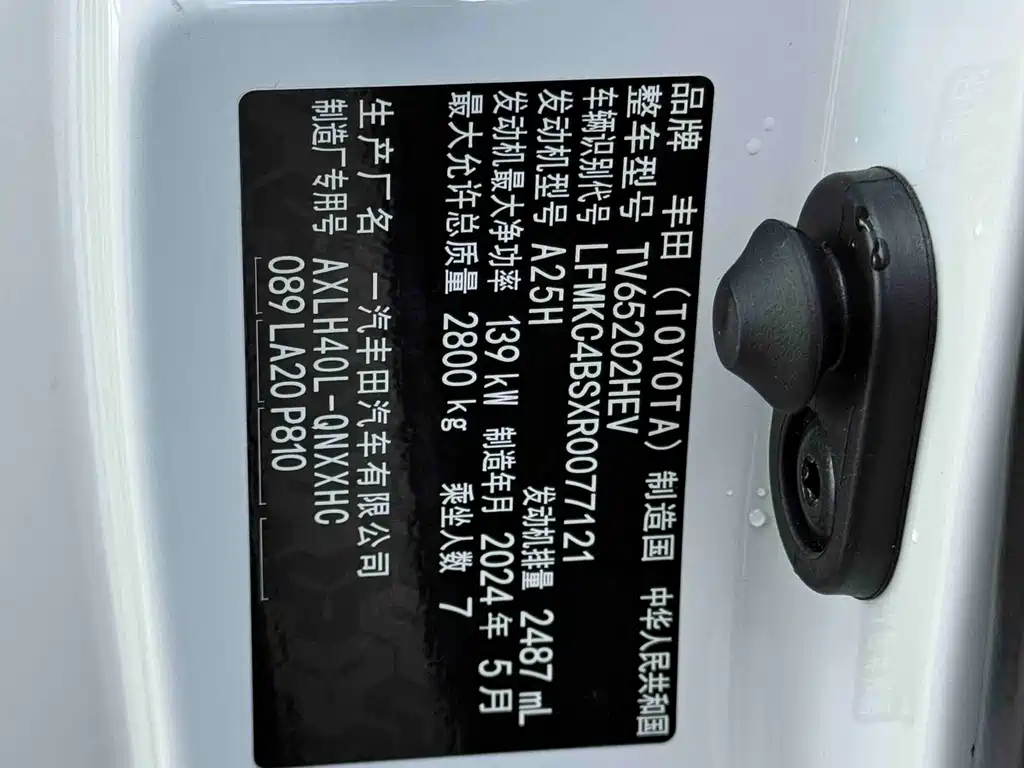 品牌 丰田（TOYOTA） 制造国 中华人民共和国
整车型号 TV65202HEV
车辆识别代号 LFMKC4BSXR0077121
发动机型号 A25H 发动机排量 2487 mL
发动机最大净功率 139 kW 制造年月 2024年 5月
最大允许总质量 2800 kg 乘坐人数 7
生产厂名 一汽丰田汽车有限公司
制造厂专用号 AXLH40L-QNXXHC
089 LA20 P810